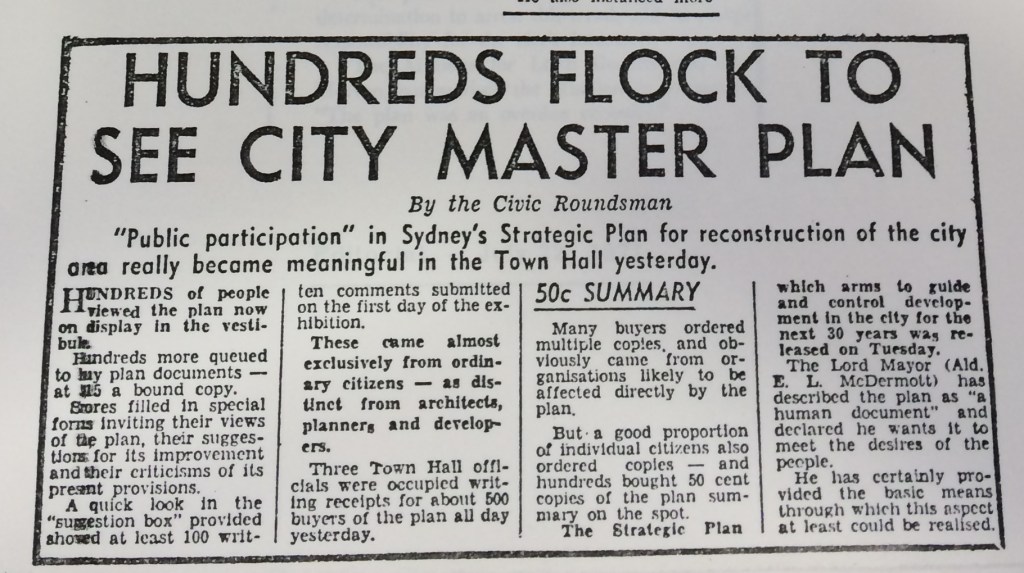 HUNDREDS FLOCK TO
SEE CITY MASTER PLAN
By the Civic Roundsman
"Public participation" in Sydney's Strategic Plan for reconstruction of the city
area really became meaningful in the Town Hall yesterday.
HUNDREDS of people
viewed the plan now
on display in the vesti-
bule.
Hundreds more queued
to buy plan documents —
at $15 a bound copy.
Scores filled in special
forms inviting their views
of the plan, their sugges-
tions for its improvement
and their criticisms of its
present provisions.
A quick look in the
"suggestion box" provided
showed at least 100 writ-
ten comments submitted
on the first day of the ex-
hibition.
These came almost
exclusively from ordin-
ary citizens — as dis-
tinct from architects,
planners and develop-
ers.
Three Town Hall offi-
cials were occupied writ-
ing receipts for about 500
buyers of the plan all day
yesterday.
50c SUMMARY
Many buyers ordered
multiple copies, and ob-
viously came from or-
ganisations likely to be
affected directly by the
plan.
But a good proportion
of individual citizens also
ordered copies — and
hundreds bought 50 cent
copies of the plan sum-
mary on the spot.
The Strategic Plan
which arms to guide
and control develop-
ment in the city for the
next 30 years was re-
leased on Tuesday.
The Lord Mayor (Ald.
E. L. McDermott) has
described the plan as "a
human document" and
declared he wants it to
meet the desires of the
people.
He has certainly pro-
vided the basic means
through which this aspect
at least could be realised.